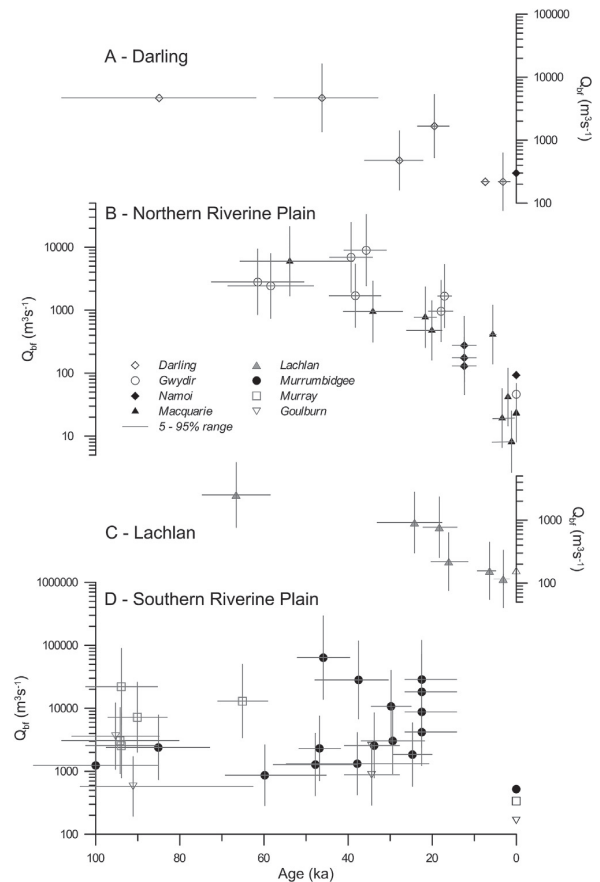 A - Darling
100000
10000
1000
100
Qbf (m³s⁻¹)
B - Northern Riverine Plain
10000
1000
100
10
Qbf (m³s⁻¹)
Darling
Gwydir
Namoi
Macquarie
5 - 95% range
Lachlan
Murrumbidgee
Murray
Goulburn
C - Lachlan
1000
100
Qbf (m³s⁻¹)
D - Southern Riverine Plain
1000000
100000
10000
1000
100
Qbf (m³s⁻¹)
100 80 60 40 20 0
Age (ka)